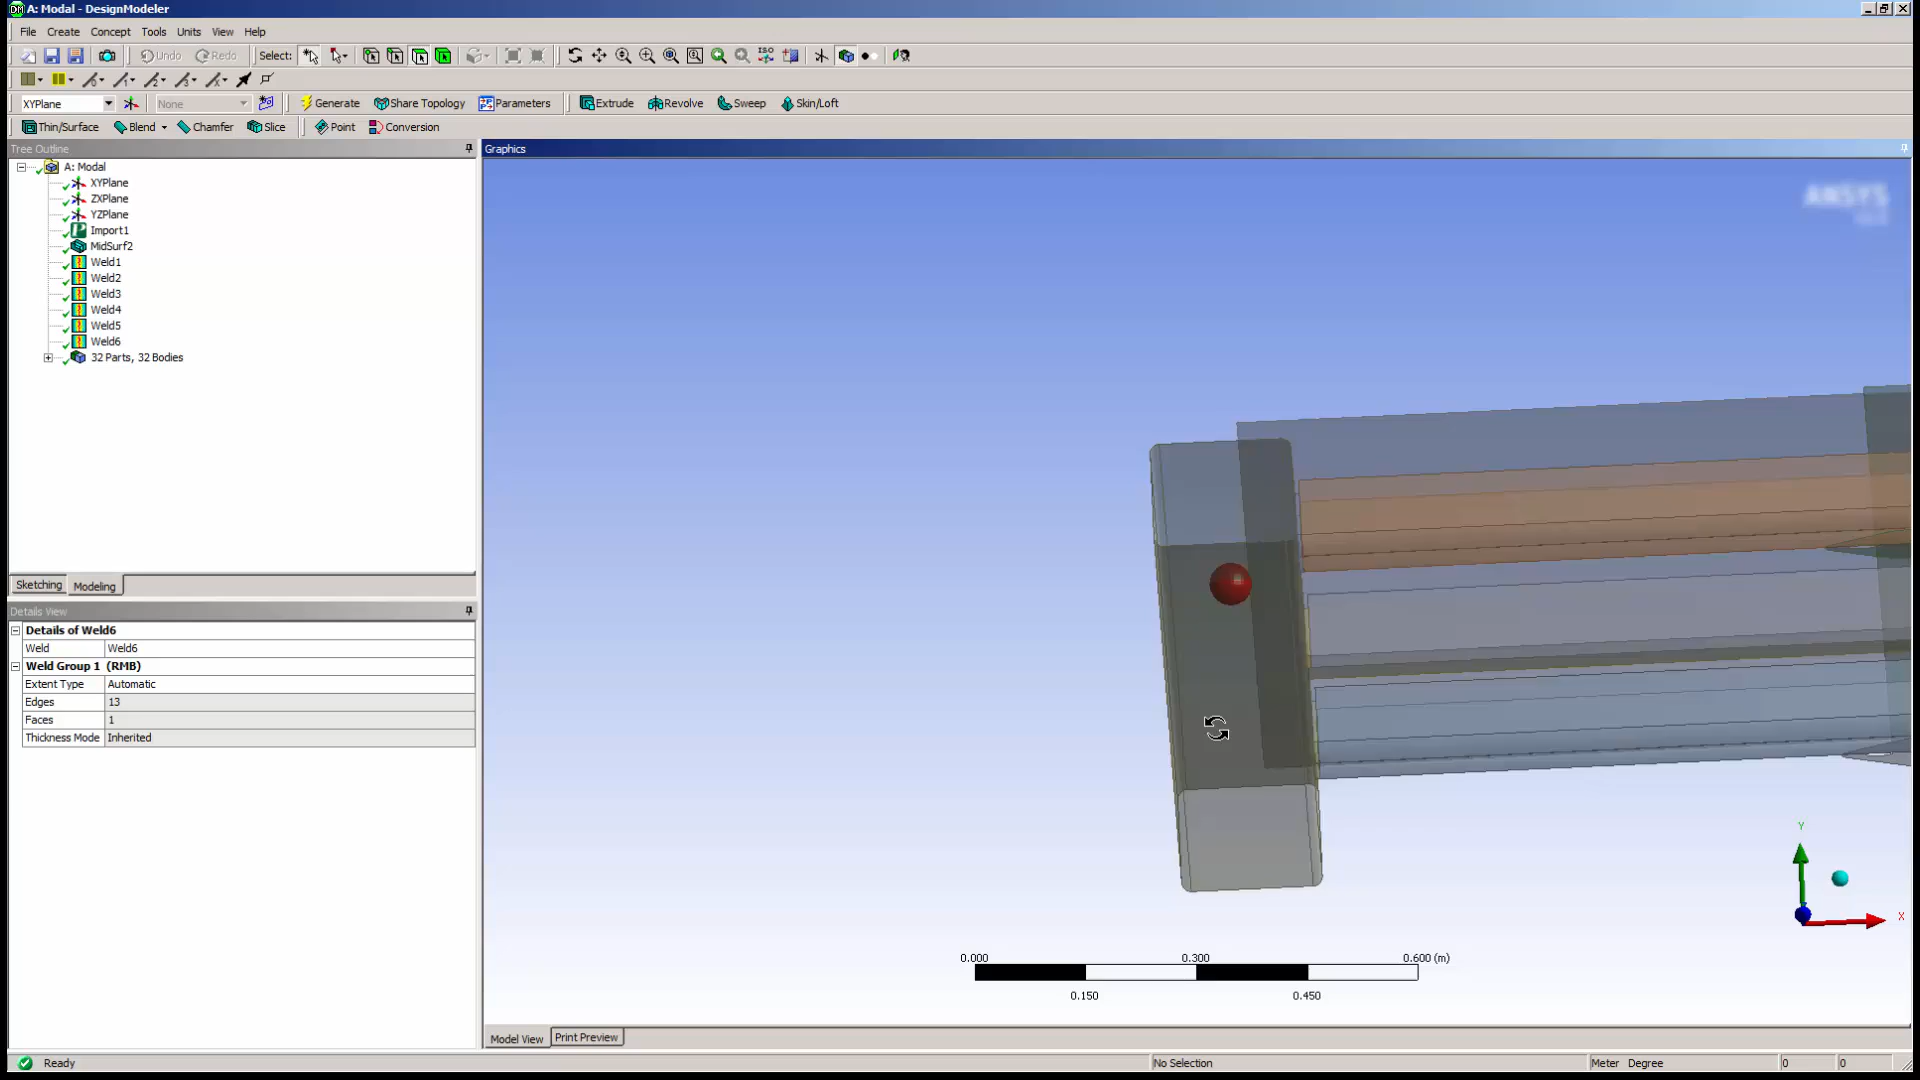 A: Modal - DesignModeler
File Create Concept Tools Units View Help
Undo Redo Select: ISO
XYPlane None Generate Share Topology Parameters Extrude Revolve Sweep Skin/Loft
Thin/Surface Blend Chamfer Slice Point Conversion
Tree Outline
A: Modal
XYPlane
ZXPlane
YZPlane
Import1
MidSurf2
Weld1
Weld2
Weld3
Weld4
Weld5
Weld6
32 Parts, 32 Bodies
Sketching Modeling
Details View
Details of Weld6
Weld Weld6
Weld Group 1 (RMB)
Extent Type Automatic
Edges 13
Faces 1
Thickness Mode Inherited
Graphics
ANSYS
Y
X
0.000 0.300 0.600 (m)
0.150 0.450
Model View Print Preview
Ready No Selection Meter Degree 0 0